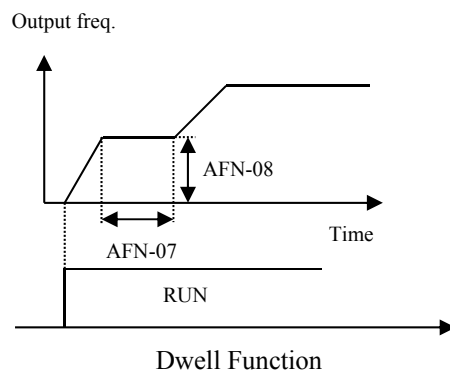 Output freq.
AFN-08
Time
AFN-07
RUN
Dwell Function